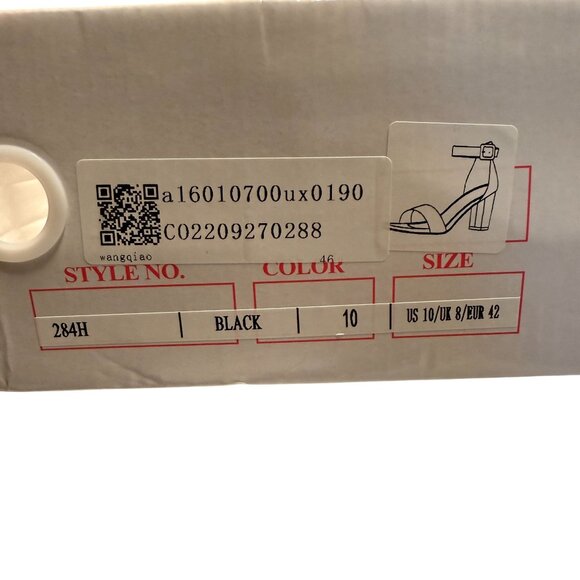 a16010700ux0190
C02209270288
wangqiao 46
STYLE NO. COLOR SIZE
284H | BLACK | 10 | US 10/UK 8/EUR 42